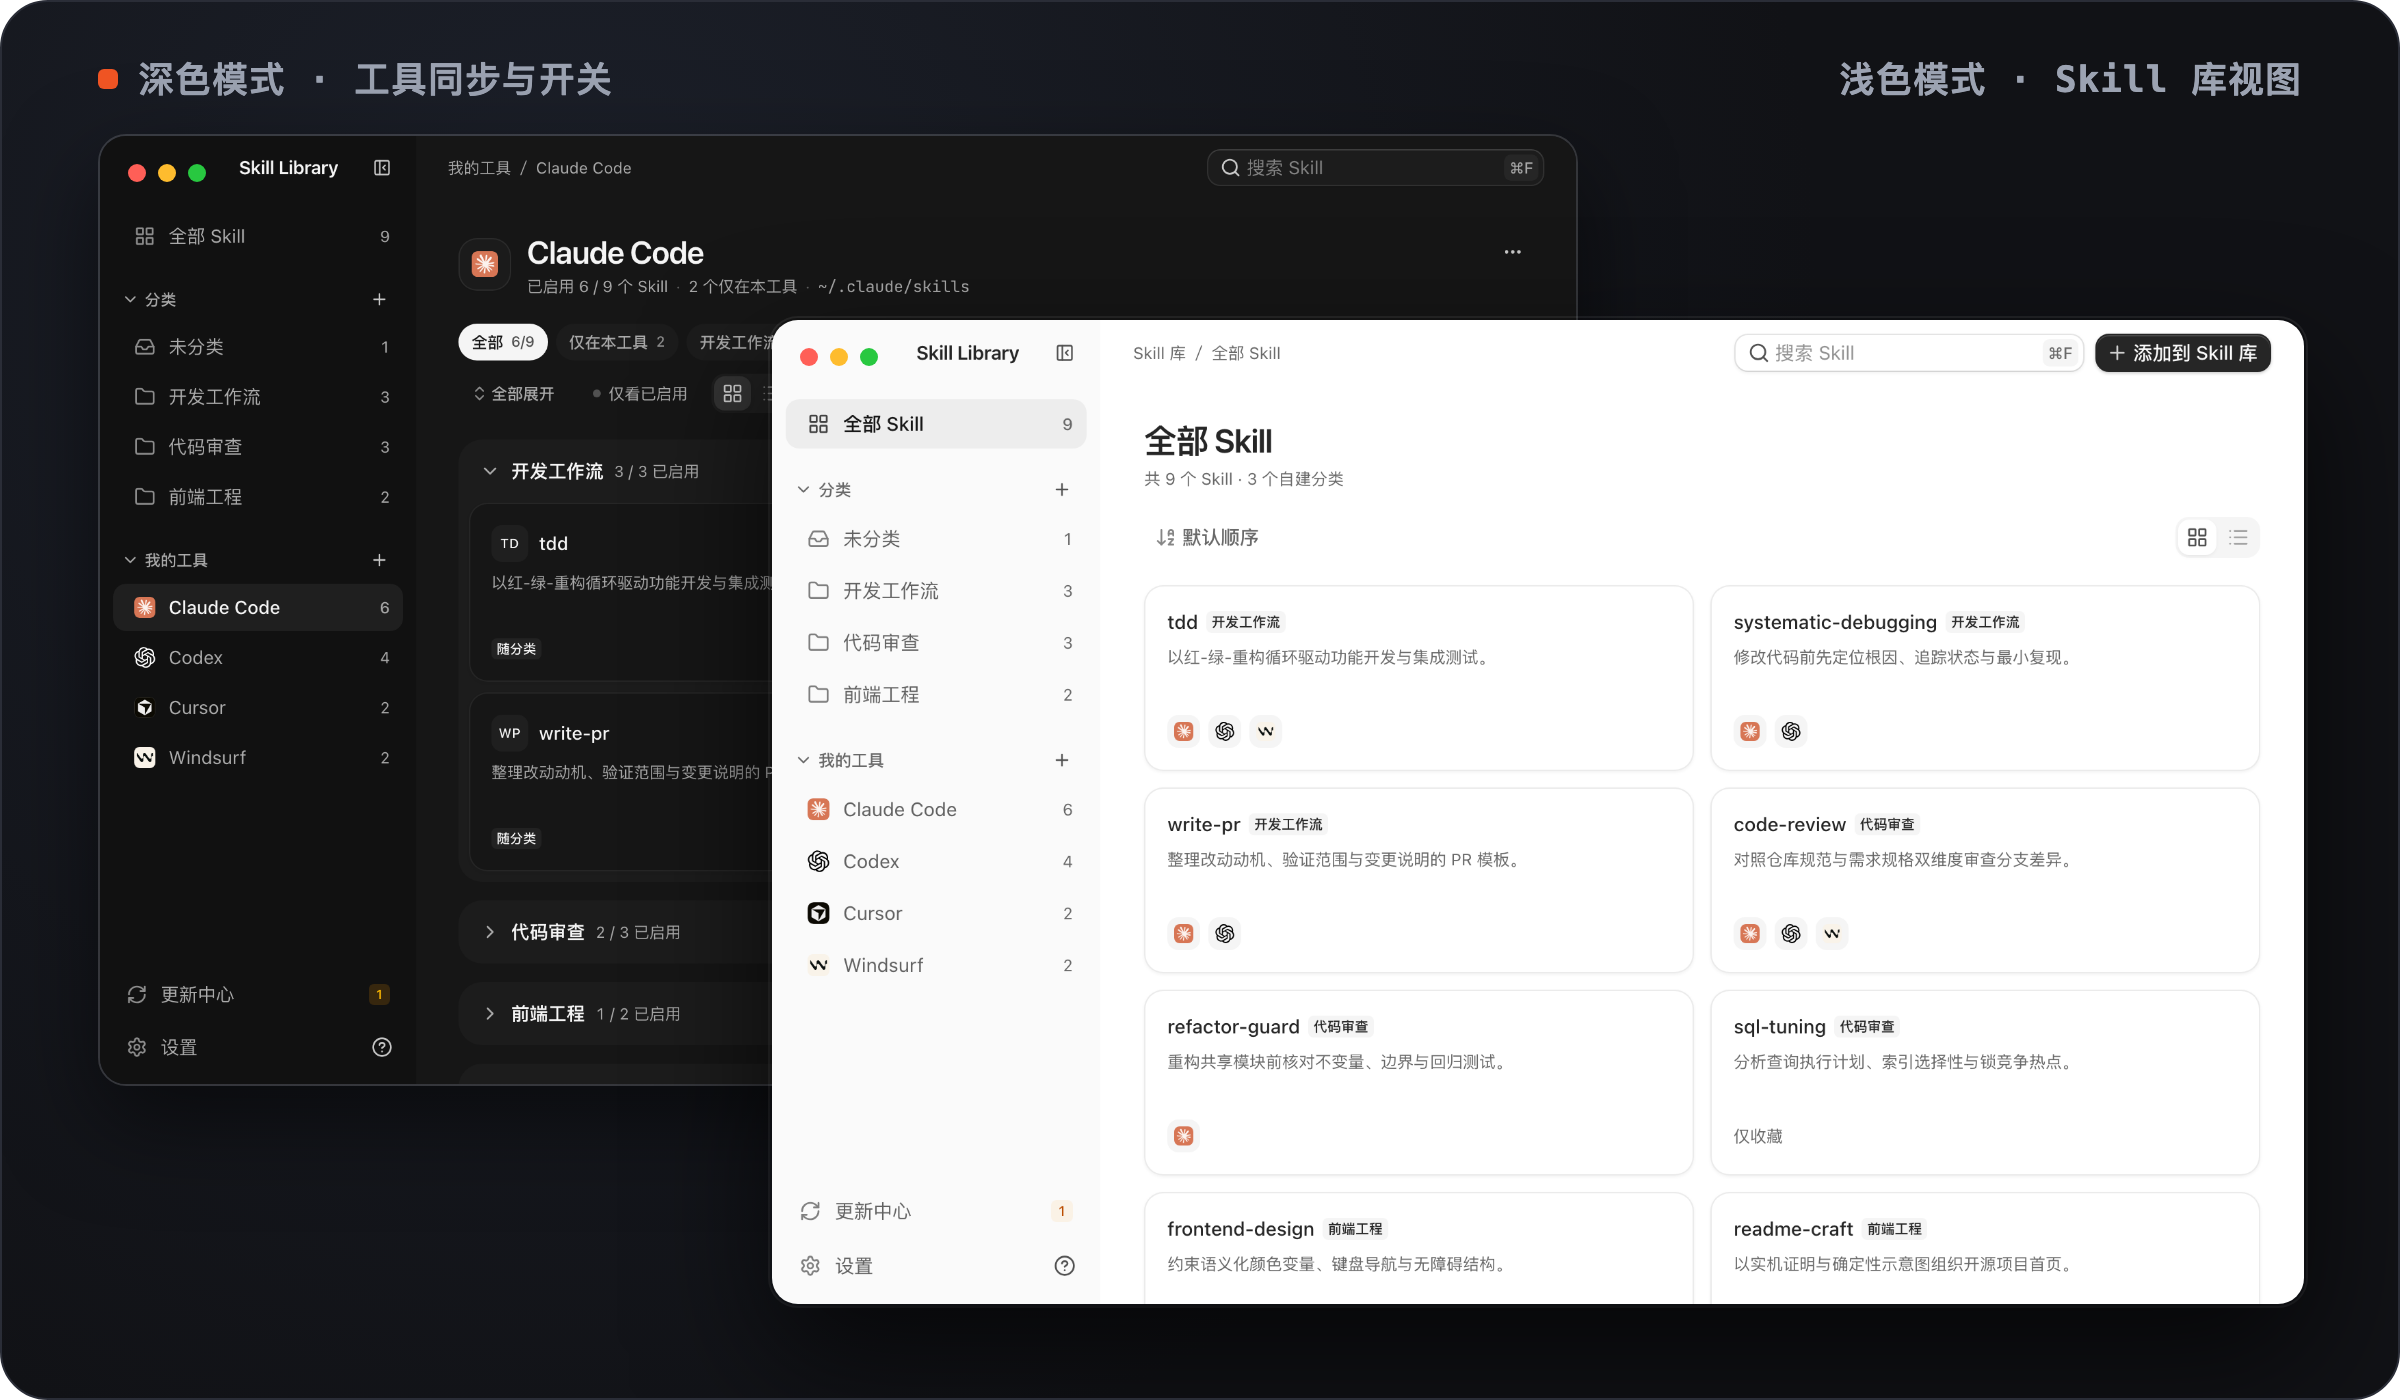 深色模式 · 工具同步与开关
浅色模式 · Skill 库视图
Skill Library
全部 Skill 9
分类
未分类 1
开发工作流 3
代码审查 3
前端工程 2
我的工具
Claude Code 6
Codex 4
Cursor 2
Windsurf 2
更新中心 1
设置
我的工具 / Claude Code
搜索 Skill ⌘F
Claude Code
已启用 6 / 9 个 Skill · 2 个仅在本工具 · ~/.claude/skills
全部 6/9 仅在本工具 2 开发工作
全部展开 仅看已启用
开发工作流 3 / 3 已启用
TD tdd
以红-绿-重构循环驱动功能开发与集成测
随分类
WP write-pr
整理改动动机、验证范围与变更说明的
随分类
代码审查 2 / 3 已启用
前端工程 1 / 2 已启用
Skill Library
全部 Skill 9
分类
未分类 1
开发工作流 3
代码审查 3
前端工程 2
我的工具
Claude Code 6
Codex 4
Cursor 2
Windsurf 2
更新中心 1
设置
Skill 库 / 全部 Skill
搜索 Skill ⌘F
添加到 Skill 库
全部 Skill
共 9 个 Skill · 3 个自建分类
默认顺序
tdd 开发工作流
以红-绿-重构循环驱动功能开发与集成测试。
systematic-debugging 开发工作流
修改代码前先定位根因、追踪状态与最小复现。
write-pr 开发工作流
整理改动动机、验证范围与变更说明的 PR 模板。
code-review 代码审查
对照仓库规范与需求规格双维度审查分支差异。
refactor-guard 代码审查
重构共享模块前核对不变量、边界与回归测试。
sql-tuning 代码审查
分析查询执行计划、索引选择性与锁竞争热点。
仅收藏
frontend-design 前端工程
约束语义化颜色变量、键盘导航与无障碍结构。
readme-craft 前端工程
以实机证明与确定性示意图组织开源项目首页。